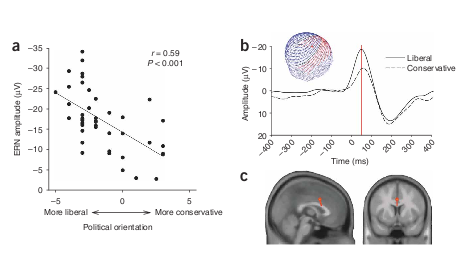 a
−35
−30
−25
−20
−15
−10
−5
0
ERN amplitude (μV)
r = 0.59
P < 0.001
−5
0
5
More liberal
More conservative
Political orientation
b
−20
−10
0
10
20
Amplitude (μV)
Liberal
Conservative
−400
−300
−200
−100
0
100
200
300
400
Time (ms)
c